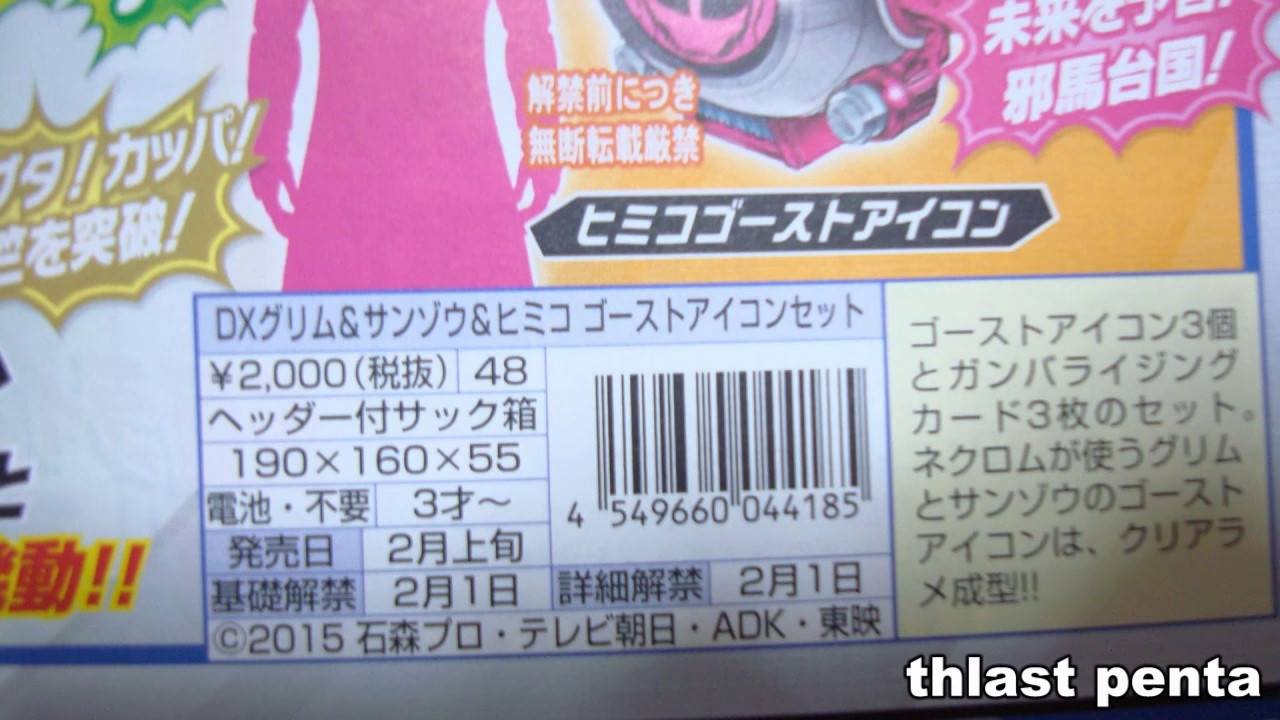 未来を予告!
邪馬台国!
解禁前につき
無断転載厳禁
タ!カッパ!
竺を突破!
ヒミコゴーストアイコン
DXグリム&サンゾウ&ヒミコ ゴーストアイコンセット
¥2,000(税抜) 48
ヘッダー付サック箱
190×160×55
電池・不要 3才～
発売日 2月上旬
基礎解禁 2月1日 詳細解禁 2月1日
©2015 石森プロ・テレビ朝日・ADK・東映
4 549660 044185
ゴーストアイコン3個
とガンバライジング
カード3枚のセット。
ネクロムが使うグリム
とサンゾウのゴースト
アイコンは、クリアラ
メ成型!!
動!!
thlast penta